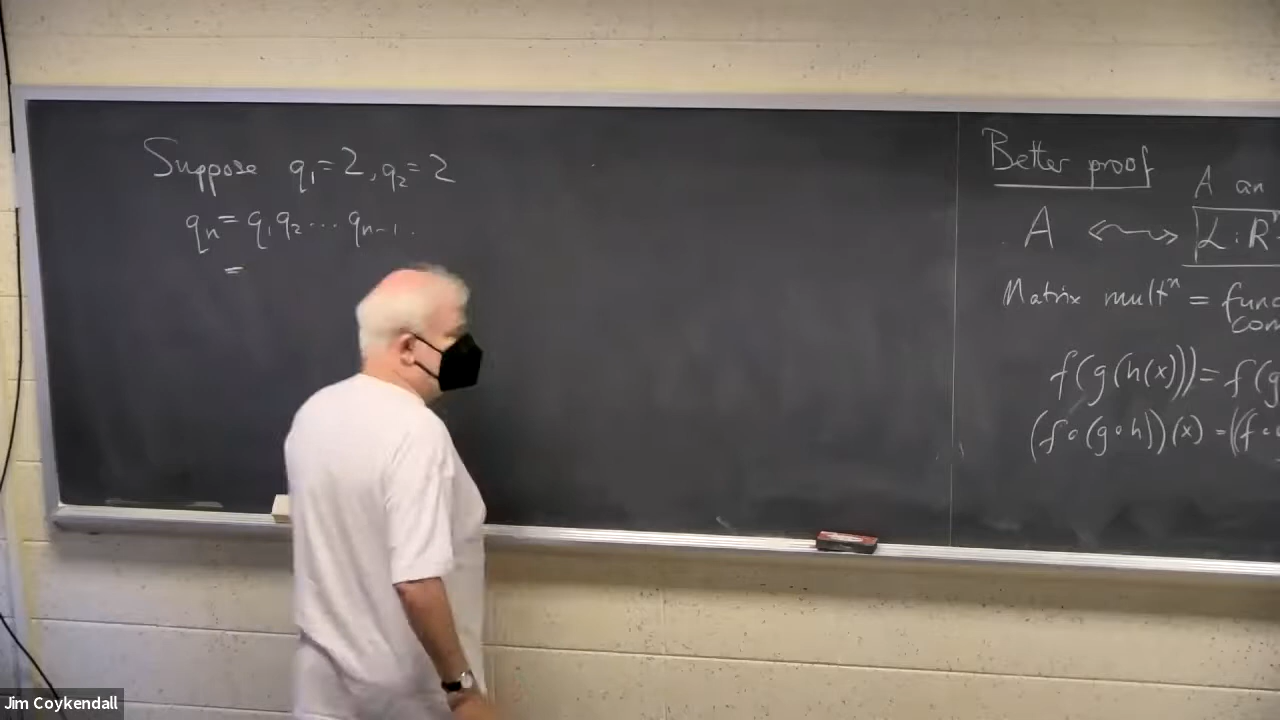 Suppose q₁=2, q₂=2
qₙ = q₁q₂⋯qₙ₋₁.
=
Better proof
A an
A ⟷ L:R
Matrix multⁿ = func
com
f(g(h(x))) = f(g
(f∘(g∘h))(x) = ((f∘
Jim Coykendall